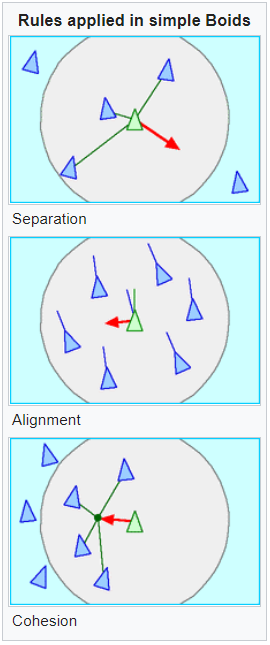 Rules applied in simple Boids
Separation
Alignment
Cohesion